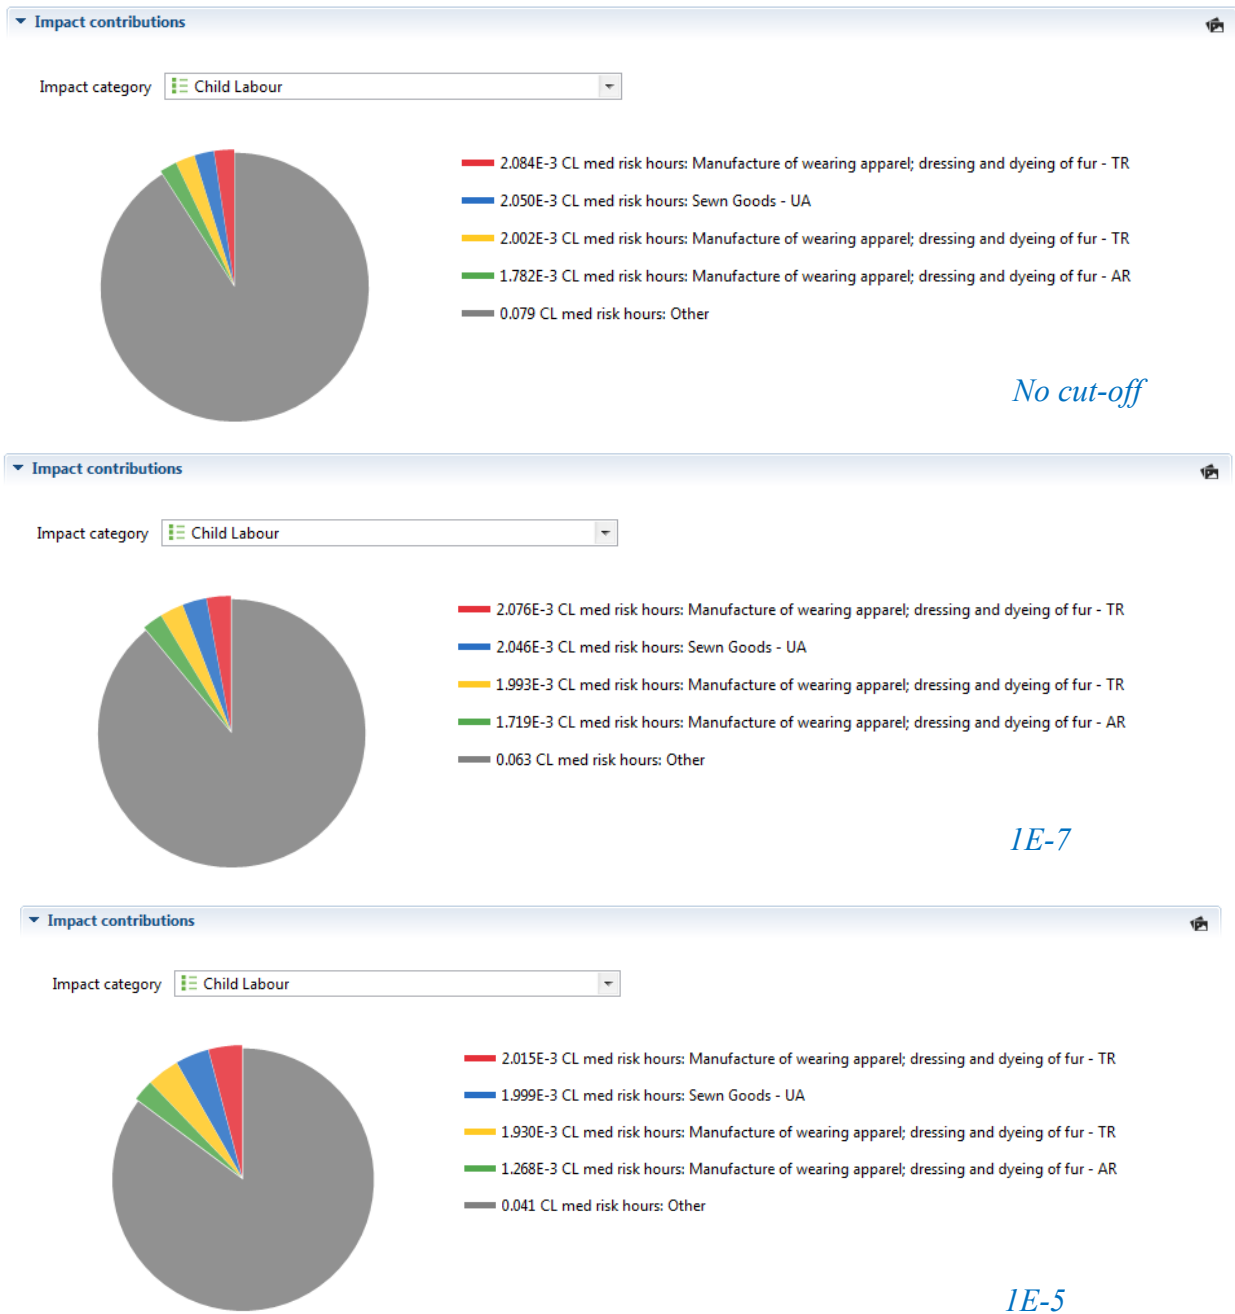 Impact contributions
Impact category Child Labour
2.084E-3 CL med risk hours: Manufacture of wearing apparel; dressing and dyeing of fur - TR
2.050E-3 CL med risk hours: Sewn Goods - UA
2.002E-3 CL med risk hours: Manufacture of wearing apparel; dressing and dyeing of fur - TR
1.782E-3 CL med risk hours: Manufacture of wearing apparel; dressing and dyeing of fur - AR
0.079 CL med risk hours: Other
No cut-off
Impact contributions
Impact category Child Labour
2.076E-3 CL med risk hours: Manufacture of wearing apparel; dressing and dyeing of fur - TR
2.046E-3 CL med risk hours: Sewn Goods - UA
1.993E-3 CL med risk hours: Manufacture of wearing apparel; dressing and dyeing of fur - TR
1.719E-3 CL med risk hours: Manufacture of wearing apparel; dressing and dyeing of fur - AR
0.063 CL med risk hours: Other
1E-7
Impact contributions
Impact category Child Labour
2.015E-3 CL med risk hours: Manufacture of wearing apparel; dressing and dyeing of fur - TR
1.999E-3 CL med risk hours: Sewn Goods - UA
1.930E-3 CL med risk hours: Manufacture of wearing apparel; dressing and dyeing of fur - TR
1.268E-3 CL med risk hours: Manufacture of wearing apparel; dressing and dyeing of fur - AR
0.041 CL med risk hours: Other
1E-5